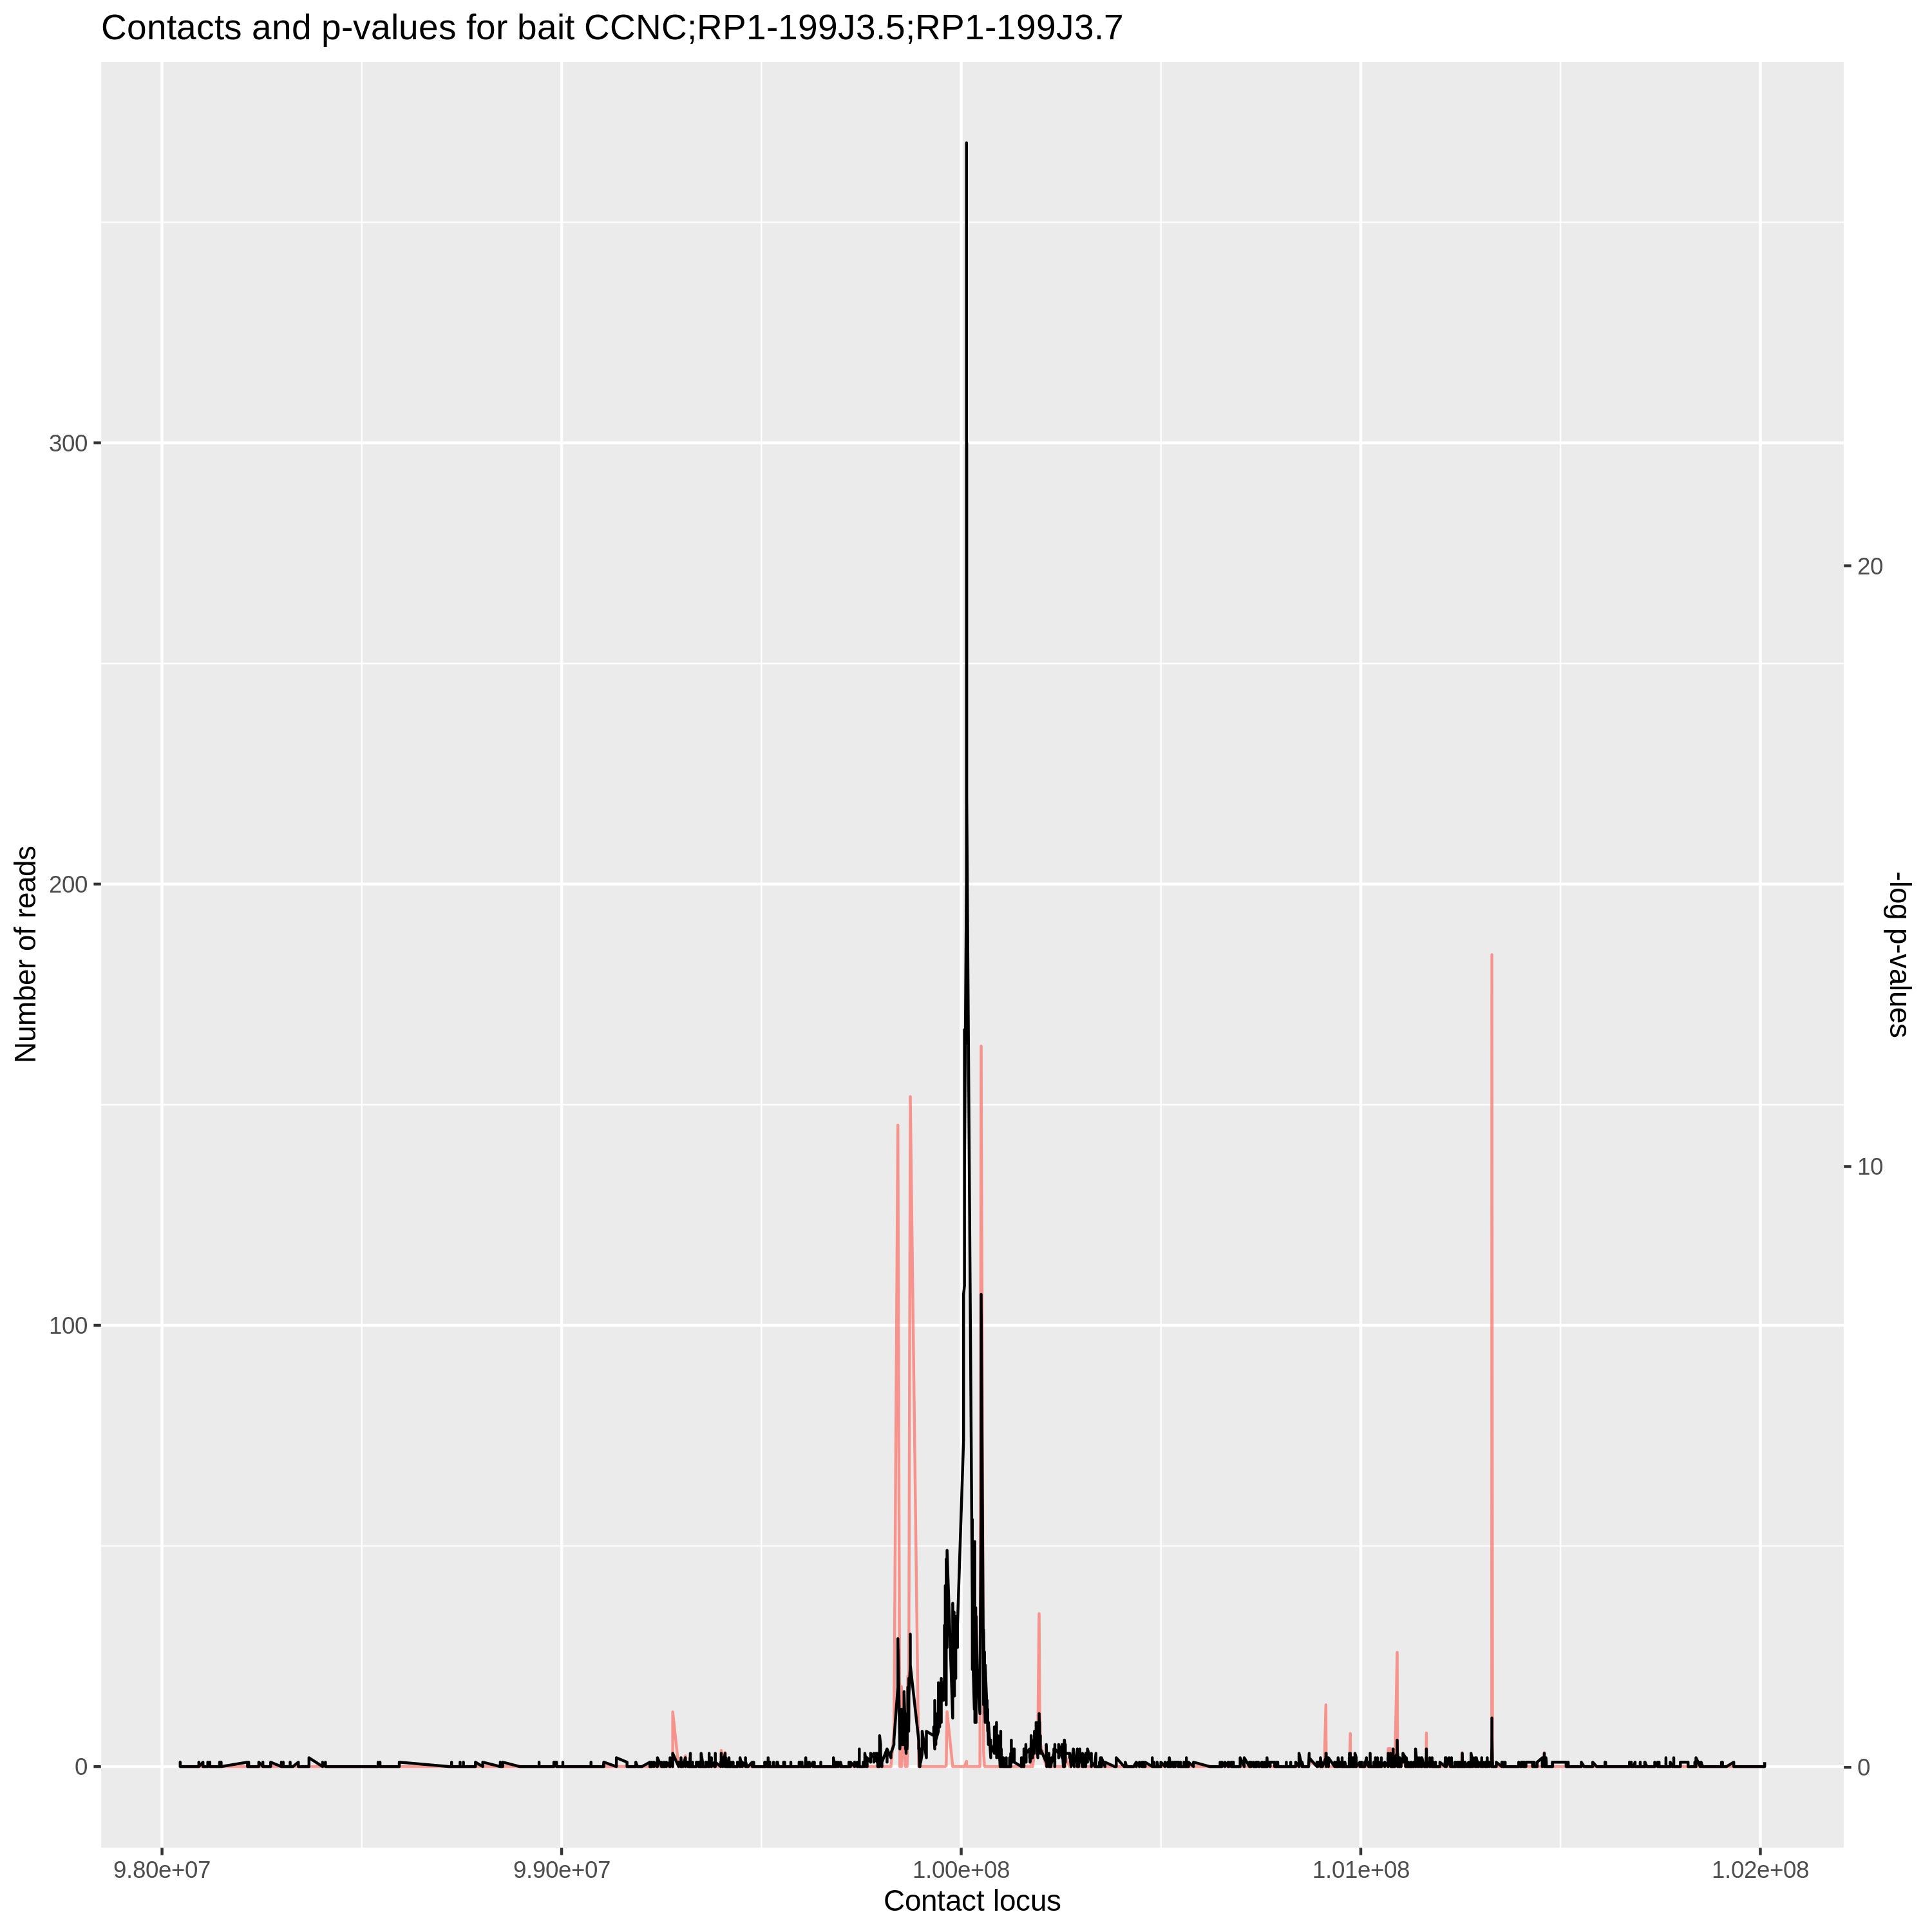 Contacts and p-values for bait CCNC;RP1-199J3.5;RP1-199J3.7
Number of reads
300
200
100
0
20
10
0
-log p-values
9.80e+07
9.90e+07
1.00e+08
1.01e+08
1.02e+08
Contact locus